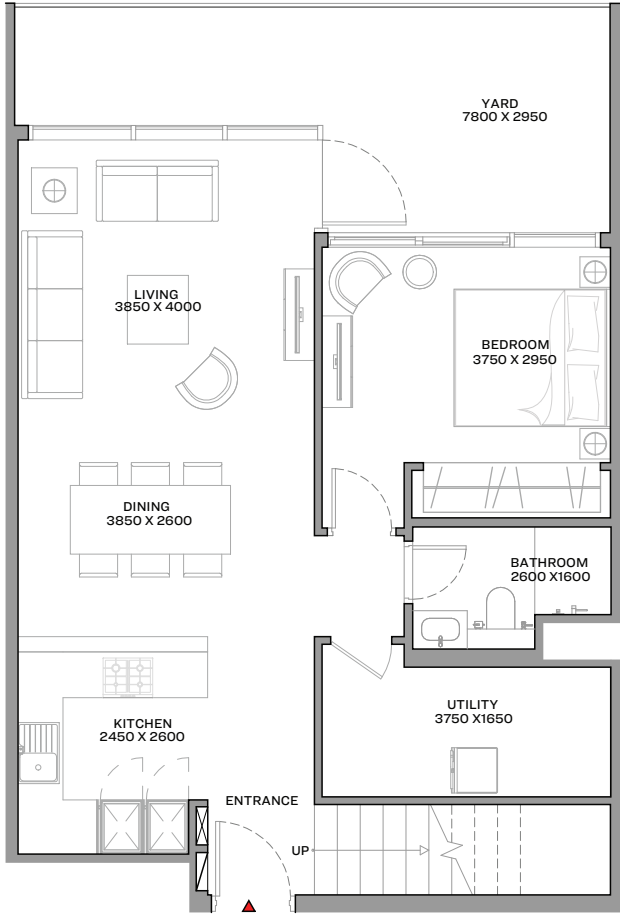 YARD
7800 X 2950
LIVING
3850 X 4000
BEDROOM
3750 X 2950
DINING
3850 X 2600
BATHROOM
2600 X1600
UTILITY
3750 X1650
KITCHEN
2450 X 2600
ENTRANCE
UP